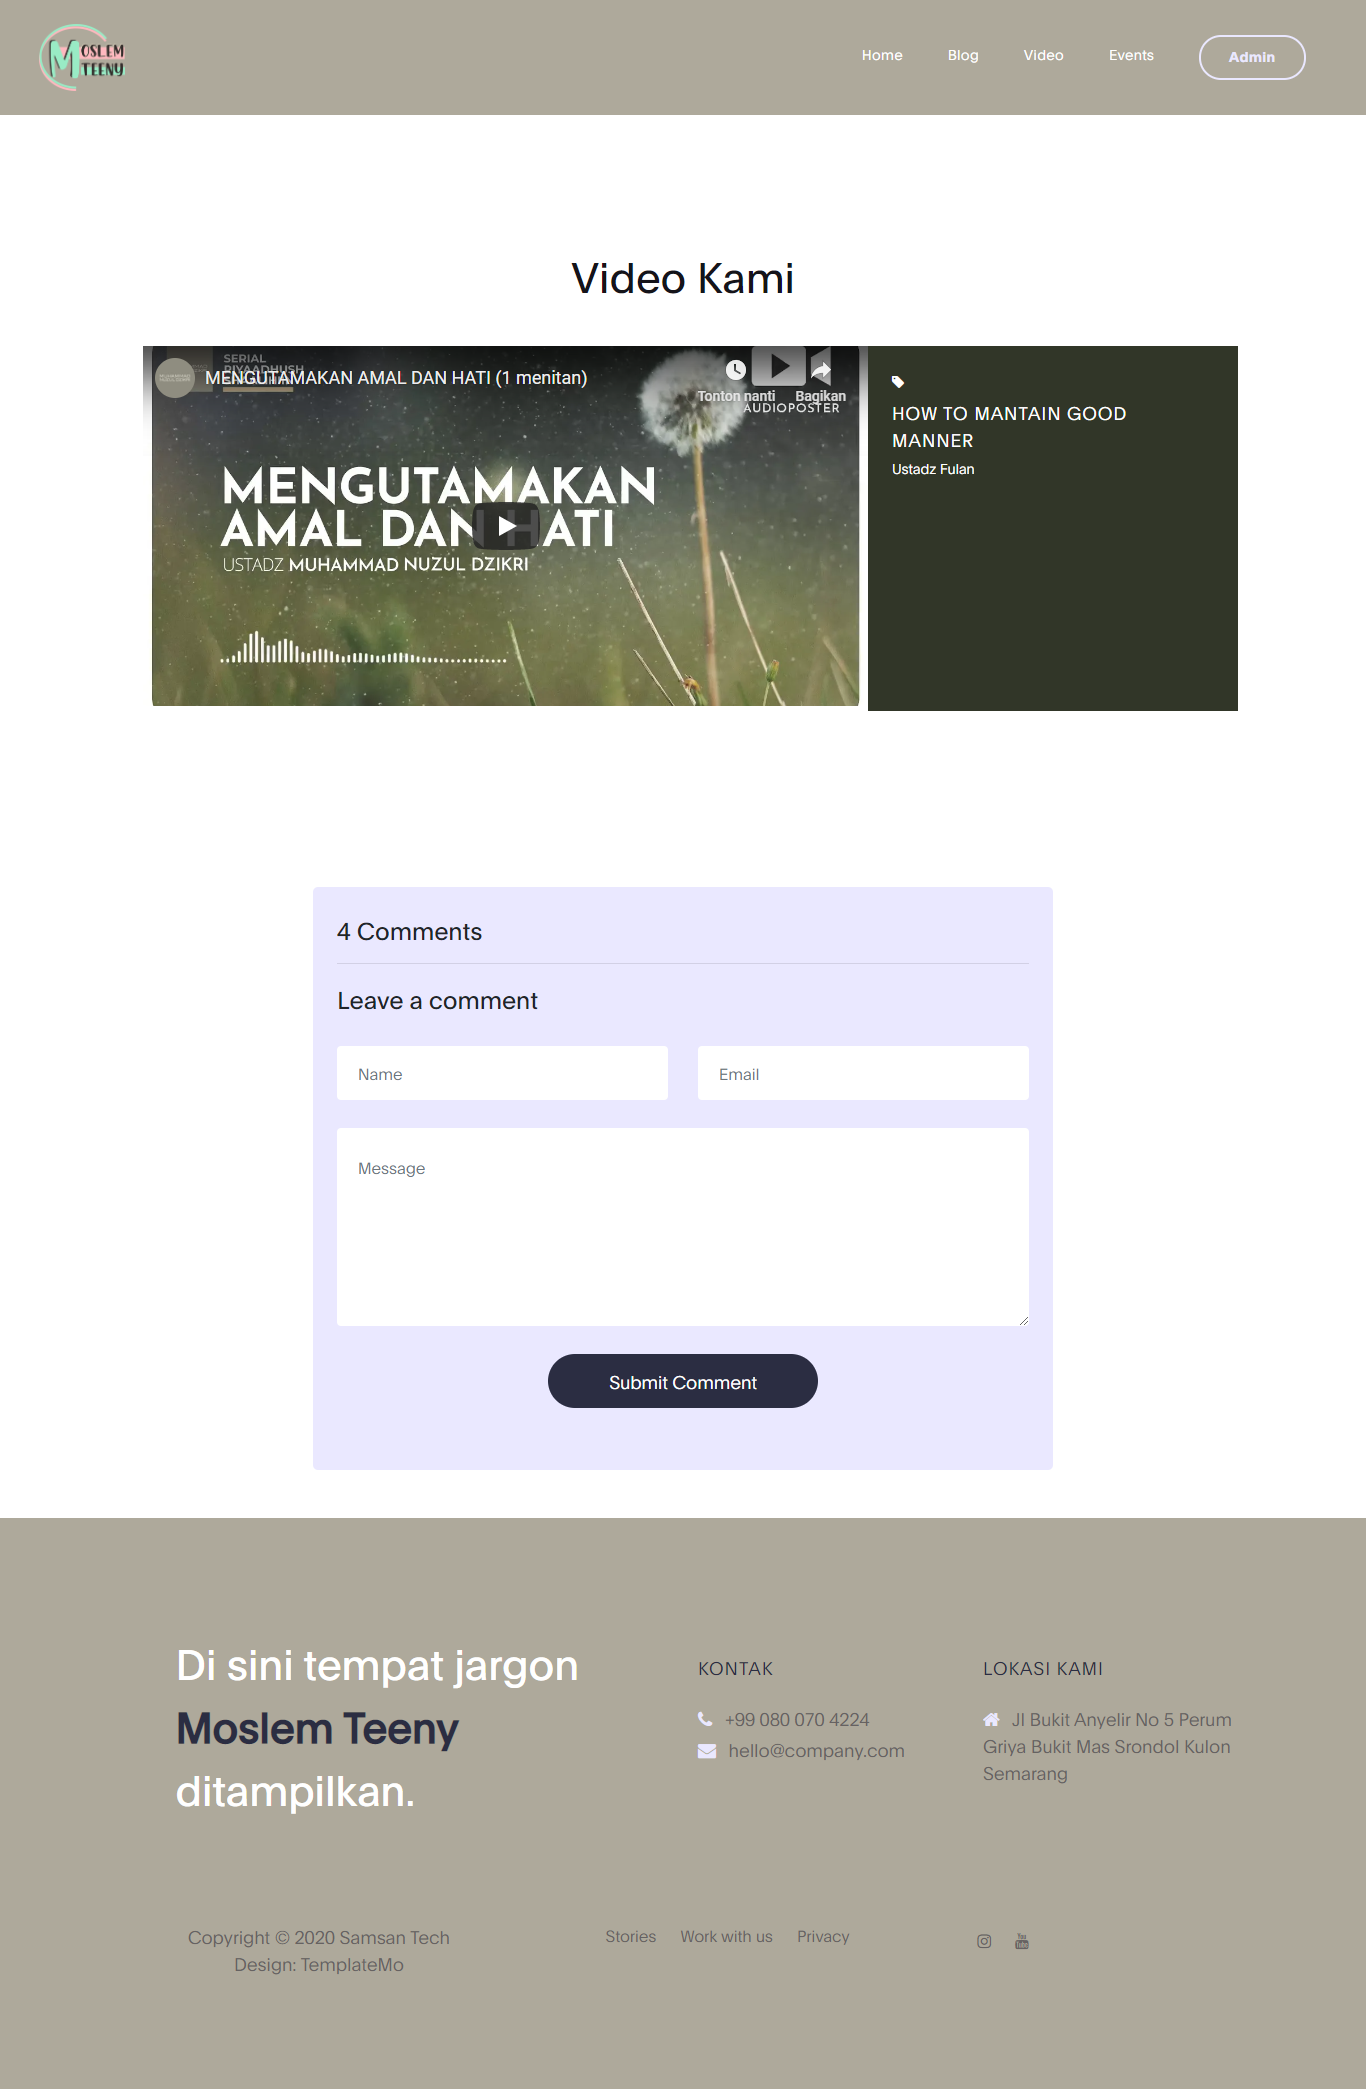 MOSLEM
TEENY
Home
Blog
Video
Events
Admin
Video Kami
SERIAL
RIYAADHUSH
MENGUTAMAKAN AMAL DAN HATI (1 menitan)
Tonton nanti
Bagikan
AUDIOPOSTER
MENGUTAMAKAN
AMAL DAN HATI
USTADZ MUHAMMAD NUZUL DZIKRI
HOW TO MANTAIN GOOD
MANNER
Ustadz Fulan
4 Comments
Leave a comment
Name
Email
Message
Submit Comment
Di sini tempat jargon
Moslem Teeny
ditampilkan.
KONTAK
+99 080 070 4224
hello@company.com
LOKASI KAMI
Jl Bukit Anyelir No 5 Perum
Griya Bukit Mas Srondol Kulon
Semarang
Copyright © 2020 Samsan Tech
Design: TemplateMo
Stories
Work with us
Privacy